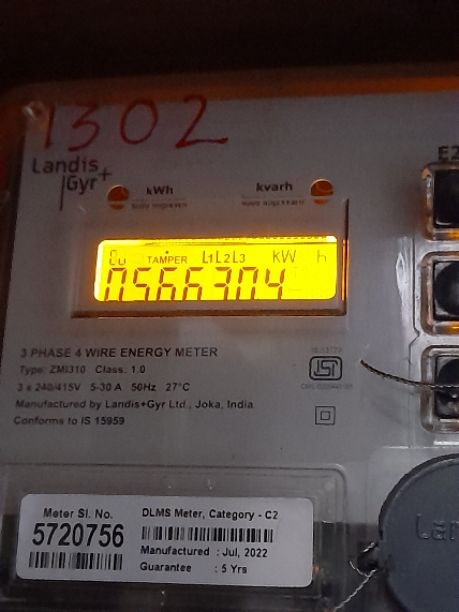 1302
Landis
Gyr+
kWh
kvarh
TAMPER L1L2L3 KW h
E2
3 PHASE 4 WIRE ENERGY METER
Type: ZMI310 Class: 1.0
3 x 240/415V 5-30 A 50Hz 27°C
Manufactured by Landis+Gyr Ltd., Joka, India.
Conforms to IS 15959
Meter Sl. No.
5720756
DLMS Meter, Category - C2
Manufactured : Jul, 2022
Guarantee : 5 Yrs